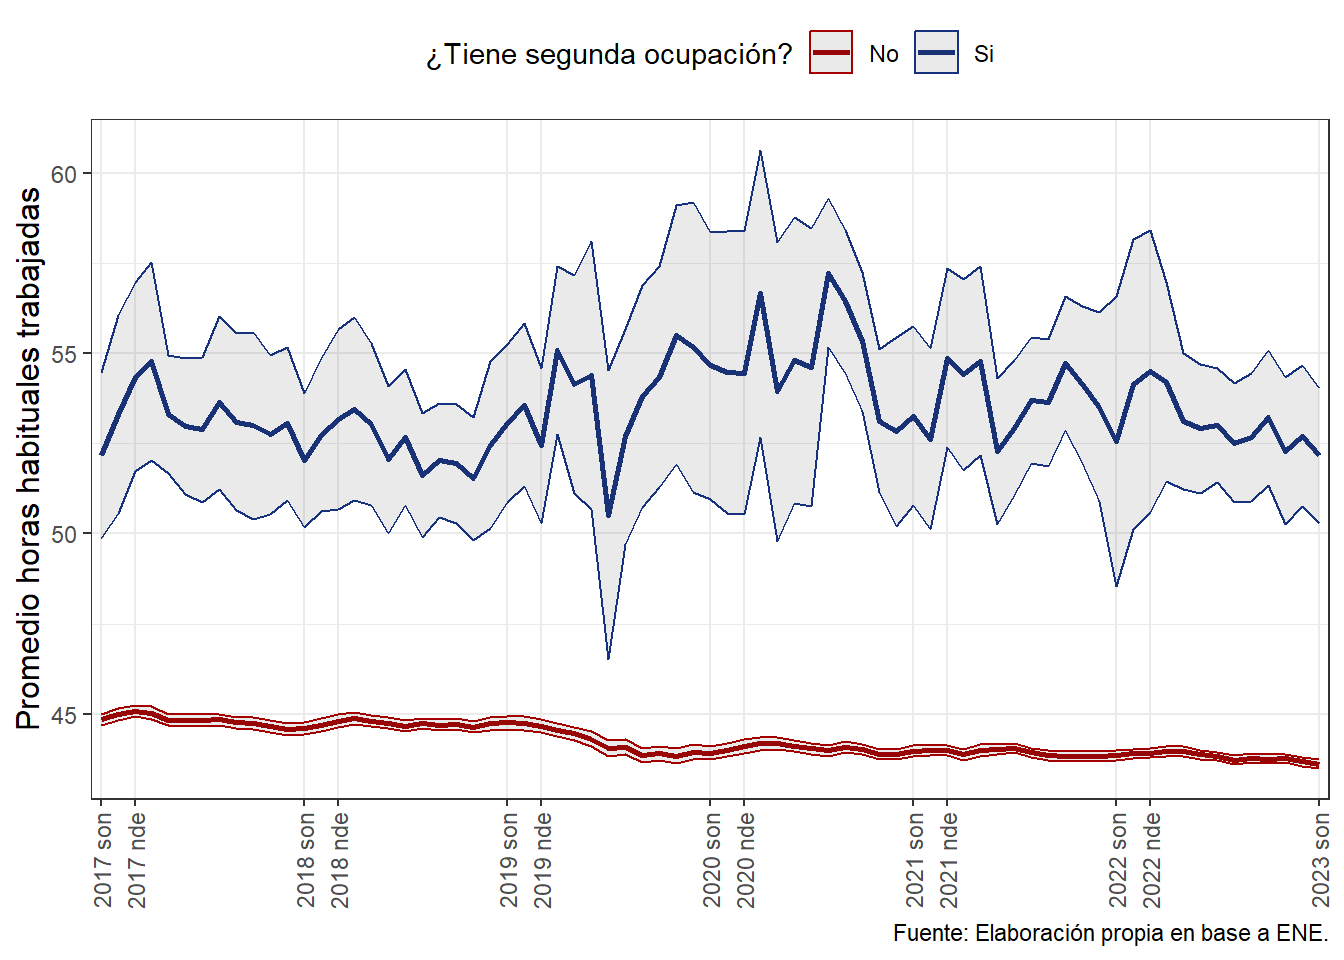 ¿Tiene segunda ocupación? No Si
Promedio horas habituales trabajadas
60
55
50
45
2017 son
2017 nde
2018 son
2018 nde
2019 son
2019 nde
2020 son
2020 nde
2021 son
2021 nde
2022 son
2022 nde
2023 son
Fuente: Elaboración propia en base a ENE.